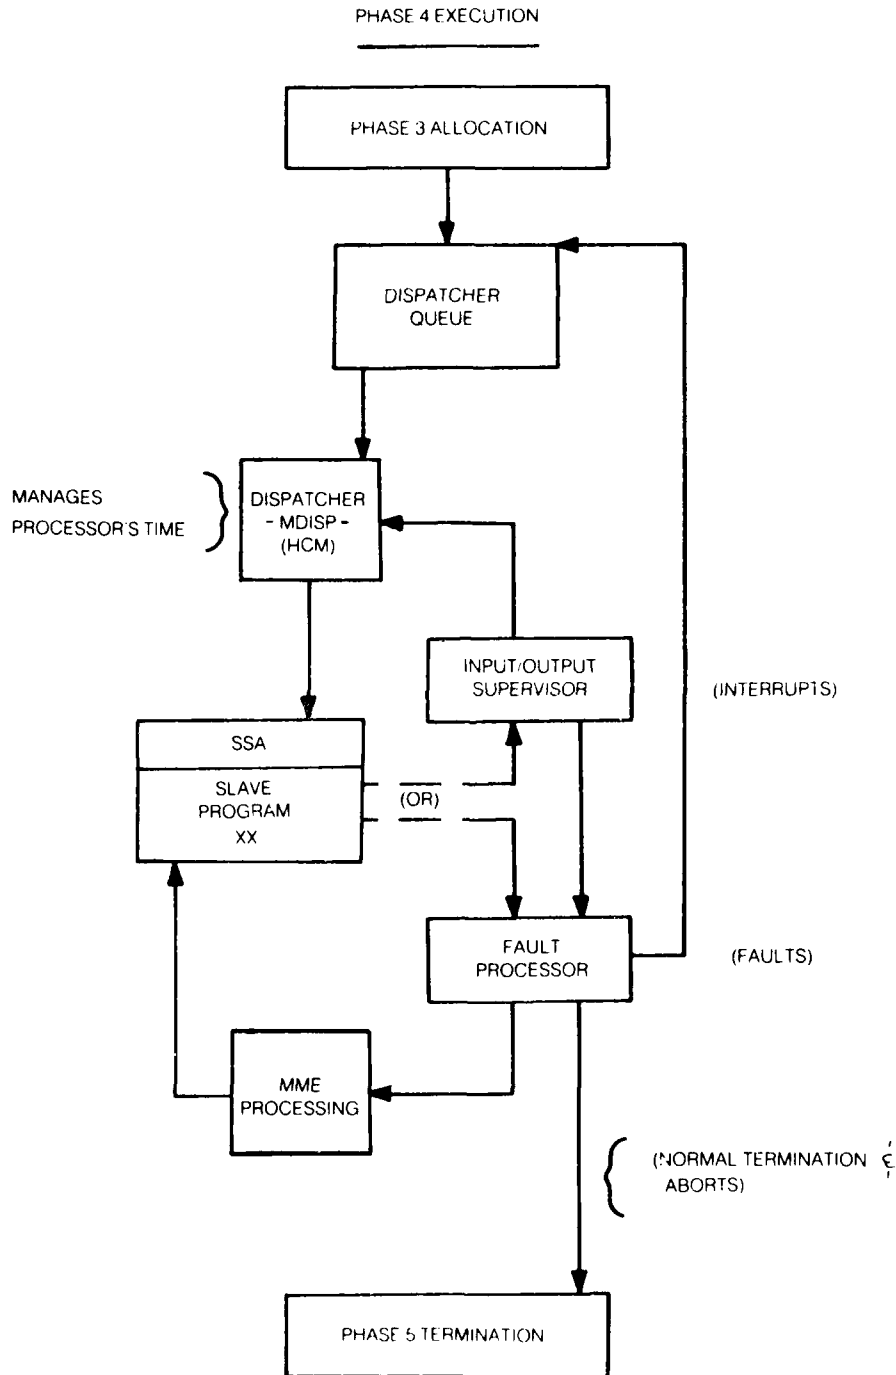 PHASE 4 EXECUTION
PHASE 3 ALLOCATION
DISPATCHER
QUEUE
MANAGES
PROCESSOR'S TIME
DISPATCHER
- MDISP -
(HCM)
INPUT/OUTPUT
SUPERVISOR
(INTERRUPTS)
SSA
SLAVE
PROGRAM
XX
(OR)
FAULT
PROCESSOR
(FAULTS)
MME
PROCESSING
(NORMAL TERMINATION &
ABORTS)
PHASE 5 TERMINATION